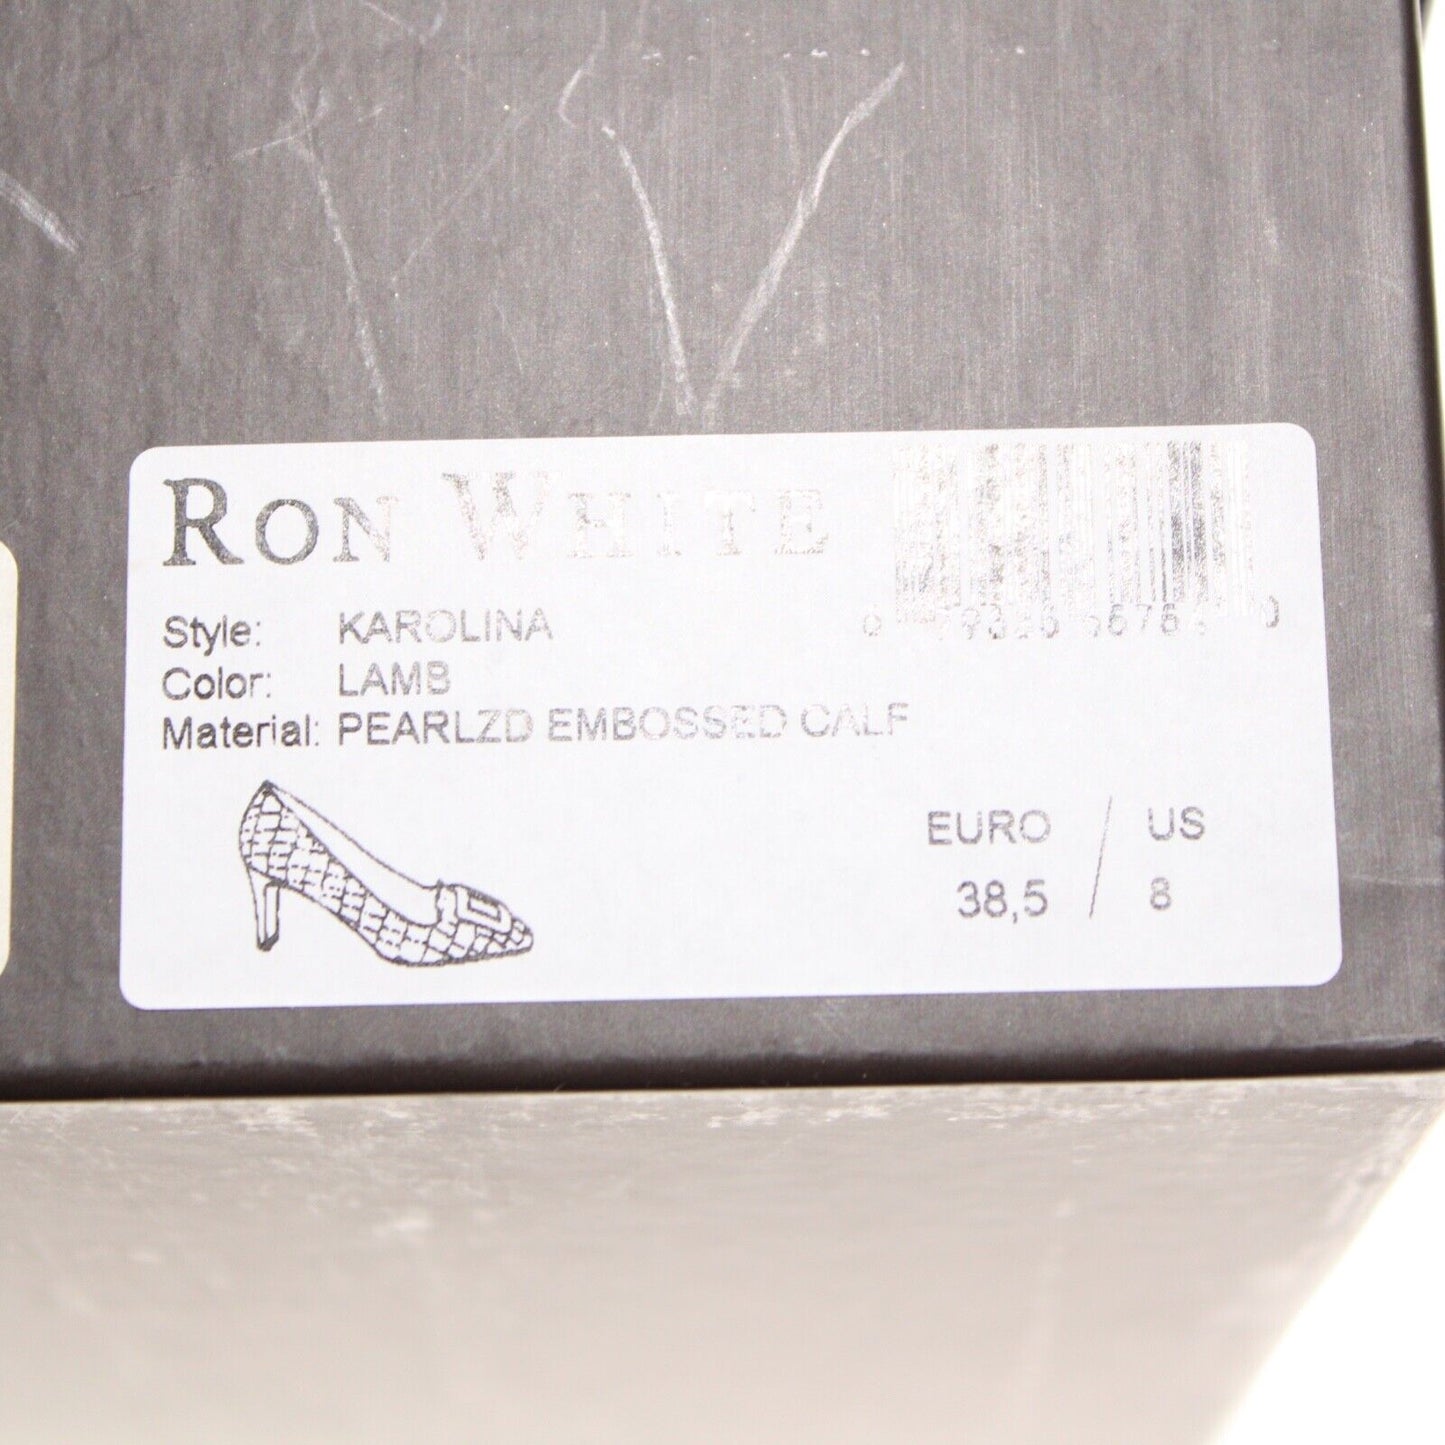 RON WHITE
Style: KAROLINA
Color: LAMB
Material: PEARLZD EMBOSSED CALF
EURO / US
38,5 / 8